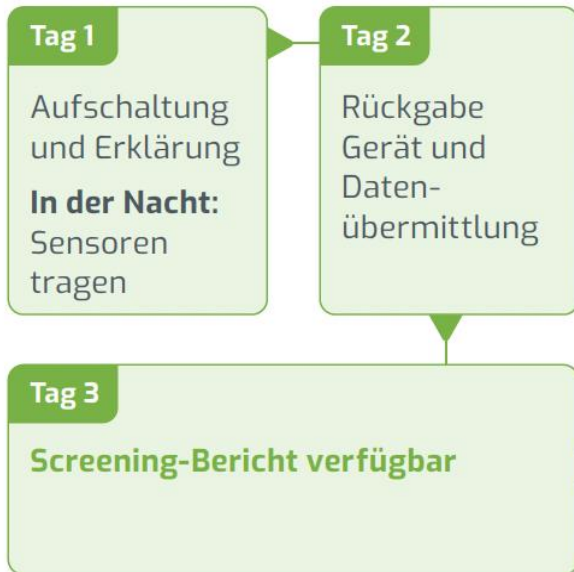 Tag 1
Aufschaltung
und Erklärung
In der Nacht:
Sensoren
tragen
Tag 2
Rückgabe
Gerät und
Daten-
übermittlung
Tag 3
Screening-Bericht verfügbar